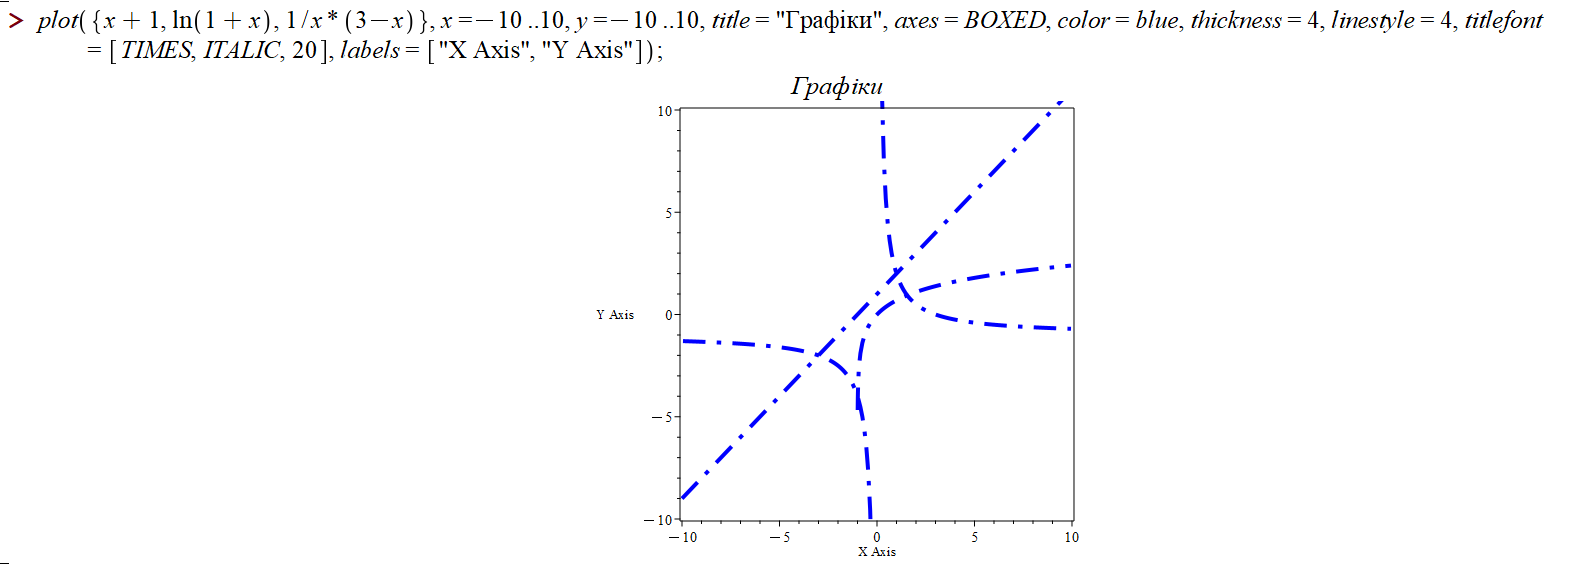 > plot({x + 1, ln(1 + x), 1/x*(3−x)}, x=−10 ..10, y=−10 ..10, title = "Графіки", axes = BOXED, color = blue, thickness = 4, linestyle = 4, titlefont
= [TIMES, ITALIC, 20], labels = ["X Axis", "Y Axis"]);
Графіки
10
5
Y Axis 0
−5
−10
−10 −5 0 5 10
X Axis